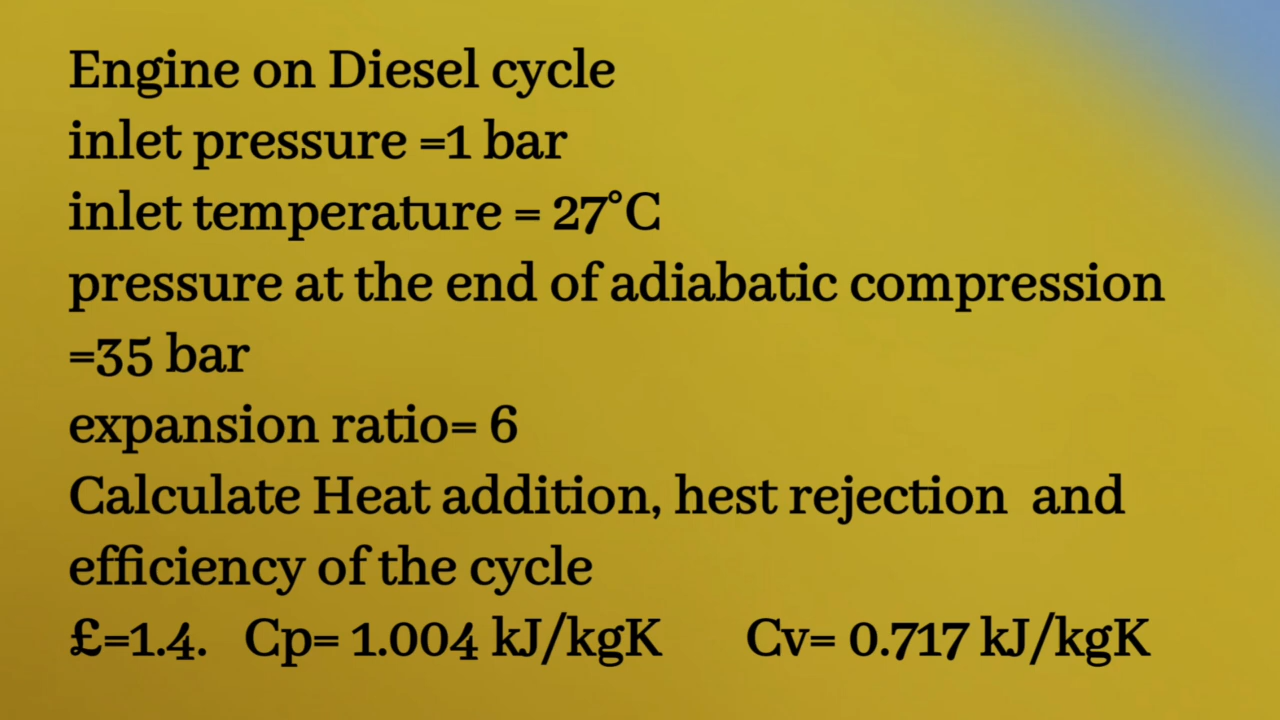 Engine on Diesel cycle
inlet pressure =1 bar
inlet temperature = 27°C
pressure at the end of adiabatic compression
=35 bar
expansion ratio= 6
Calculate Heat addition, hest rejection  and
efficiency of the cycle
£=1.4.   Cp= 1.004 kJ/kgK      Cv= 0.717 kJ/kgK